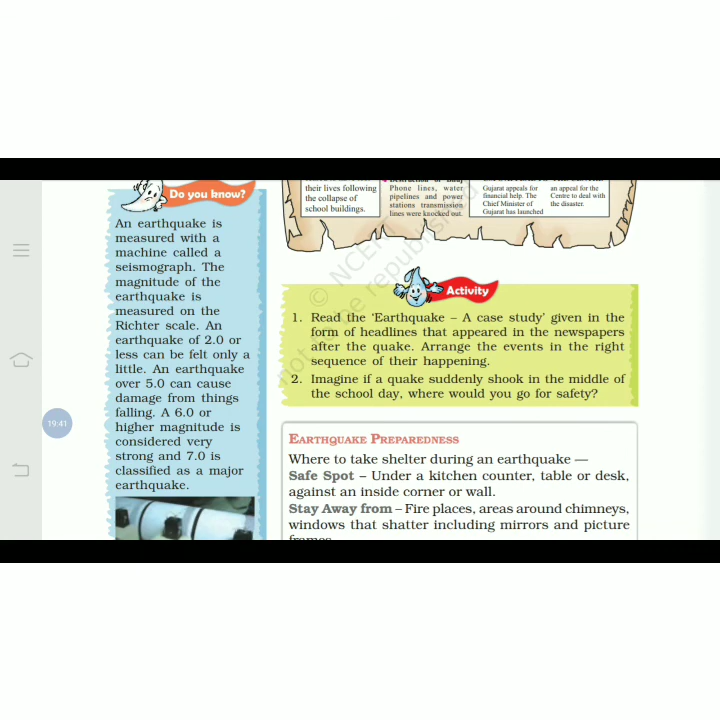 their lives following
the collapse of
school buildings.
Phone lines, water
pipelines and power
stations transmission
lines were knocked out.
Gujarat appeals for
financial help. The
Chief Minister of
Gujarat has launched
an appeal for the
Centre to deal with
the disaster.
Do you know?
An earthquake is
measured with a
machine called a
seismograph. The
magnitude of the
earthquake is
measured on the
Richter scale. An
earthquake of 2.0 or
less can be felt only a
little. An earthquake
over 5.0 can cause
damage from things
falling. A 6.0 or
higher magnitude is
considered very
strong and 7.0 is
classified as a major
earthquake.
Activity
1. Read the ‘Earthquake – A case study’ given in the
form of headlines that appeared in the newspapers
after the quake. Arrange the events in the right
sequence of their happening.
2. Imagine if a quake suddenly shook in the middle of
the school day, where would you go for safety?
EARTHQUAKE PREPAREDNESS
Where to take shelter during an earthquake —
Safe Spot – Under a kitchen counter, table or desk,
against an inside corner or wall.
Stay Away from – Fire places, areas around chimneys,
windows that shatter including mirrors and picture
frames.
19:41
© NCERT
not to be republished